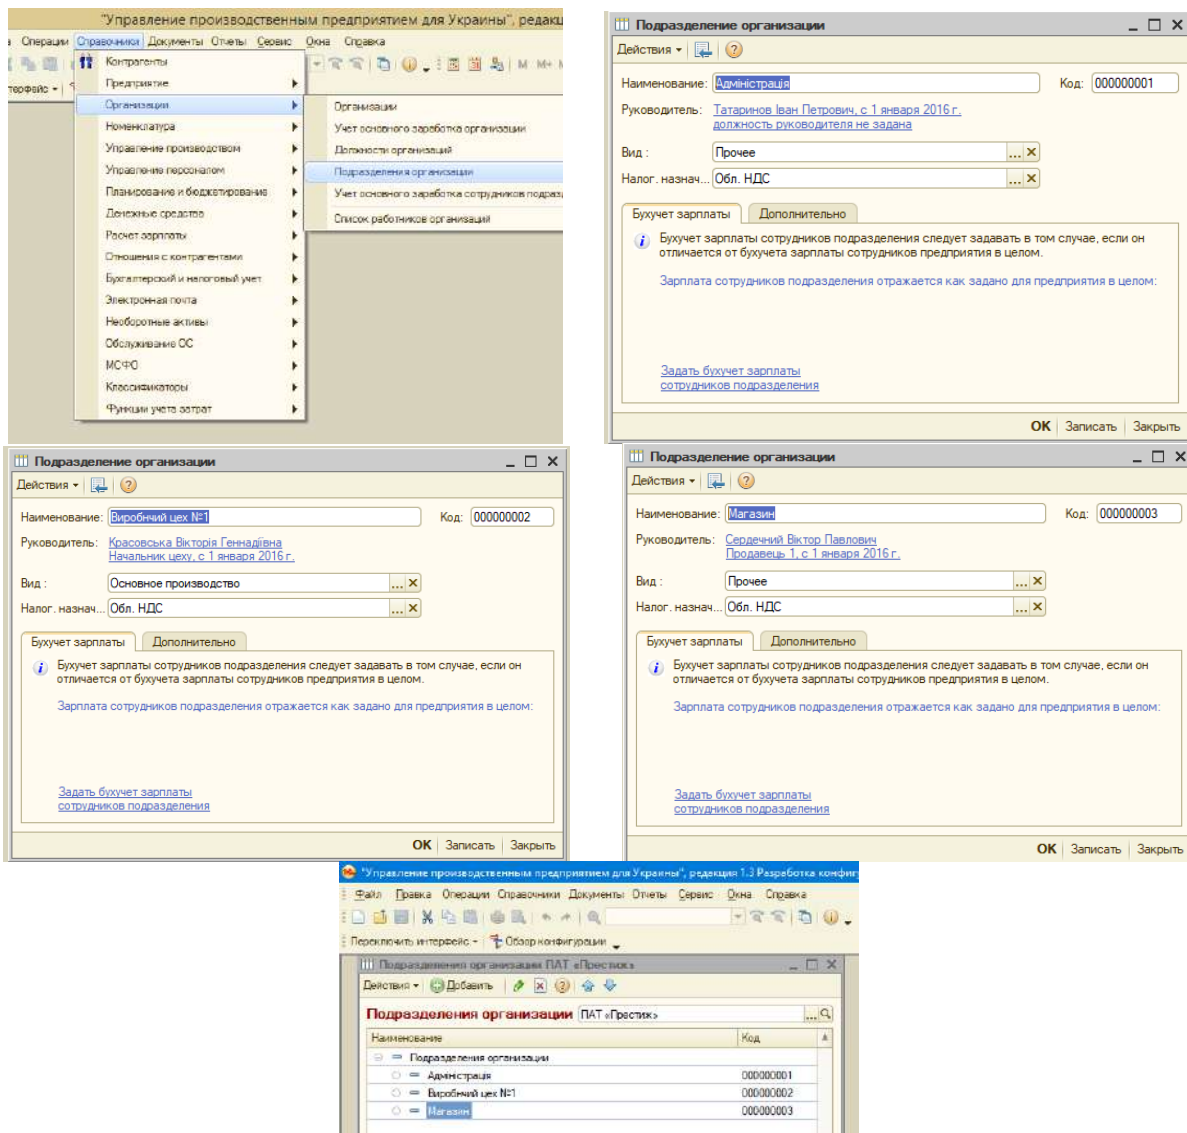 "Управление производственным предприятием для Украины", редакц
Операции Справочники Документы Отчеты Сервис Окна Справка
M M+
терфейс
Контрагенты
Предприятие
Организации
Номенклатура
Управление производством
Управление персоналом
Планирование и бюджетирование
Денежные средства
Расчет зарплаты
Отношения с контрагентами
Бухгалтерский и налоговый учет
Электронная почта
Необоротные активы
Обслуживание ОС
МСФО
Классификаторы
Функции учета затрат
Организации
Учет основного заработка организации
Должности организаций
Подразделения организации
Учет основного заработка сотрудников подразд
Список работников организаций
Подразделение организации
Действия
Наименование: Адміністрація Код: 000000001
Руководитель: Татаринов Іван Петрович, с 1 января 2016 г.
должность руководителя не задана
Вид : Прочее ...
Налог. назнач... Обл. НДС ...
Бухучет зарплаты Дополнительно
Бухучет зарплаты сотрудников подразделения следует задавать в том случае, если он
отличается от бухучета зарплаты сотрудников предприятия в целом.
Зарплата сотрудников подразделения отражается как задано для предприятия в целом:
Задать бухучет зарплаты
сотрудников подразделения
OK Записать Закрыть
Подразделение организации
Действия
Наименование: Виробничий цех №1 Код: 000000002
Руководитель: Красовська Вікторія Геннадіївна
Начальник цеху, с 1 января 2016 г.
Вид : Основное производство ...
Налог. назнач... Обл. НДС ...
Бухучет зарплаты Дополнительно
Бухучет зарплаты сотрудников подразделения следует задавать в том случае, если он
отличается от бухучета зарплаты сотрудников предприятия в целом.
Зарплата сотрудников подразделения отражается как задано для предприятия в целом:
Задать бухучет зарплаты
сотрудников подразделения
OK Записать Закрыть
Подразделение организации
Действия
Наименование: Магазин Код: 000000003
Руководитель: Сердечний Віктор Павлович
Продавець 1, с 1 января 2016 г.
Вид : Прочее ...
Налог. назнач... Обл. НДС ...
Бухучет зарплаты Дополнительно
Бухучет зарплаты сотрудников подразделения следует задавать в том случае, если он
отличается от бухучета зарплаты сотрудников предприятия в целом.
Зарплата сотрудников подразделения отражается как задано для предприятия в целом:
Задать бухучет зарплаты
сотрудников подразделения
OK Записать Закрыть
"Управление производственным предприятием для Украины", редакция 1.3 Разработка конфигу
Файл Правка Операции Справочники Документы Отчеты Сервис Окна Справка
Переключить интерфейс Обзор конфигурации
Подразделения организации ПАТ «Престиж»
Действия Добавить
Подразделения организации ПАТ «Престиж» ...
Наименование Код
Подразделения организации
Адміністрація 000000001
Виробничий цех №1 000000002
Магазин 000000003